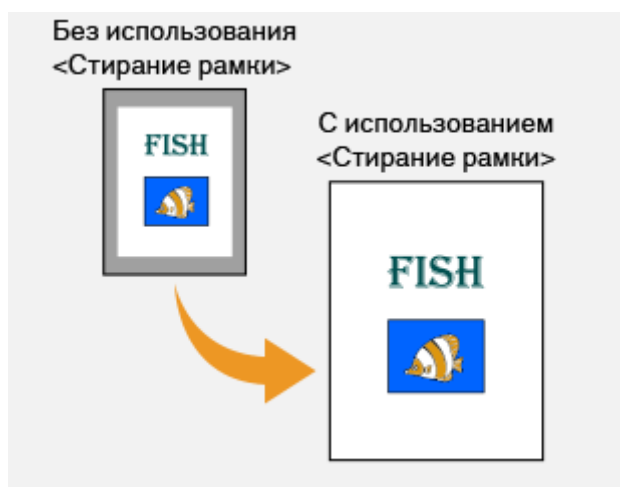 Без использования
<Стирание рамки>
FISH
С использованием
<Стирание рамки>
FISH